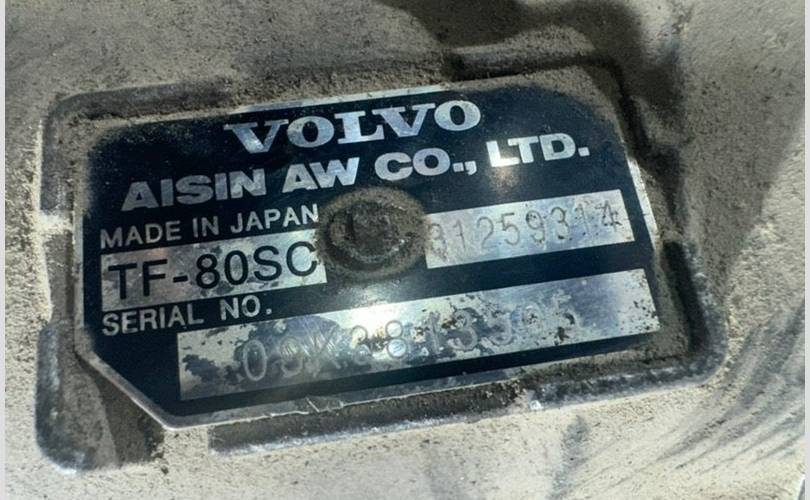 VOLVO
AISIN AW CO., LTD.
MADE IN JAPAN
TF-80SC 31259314
SERIAL NO.